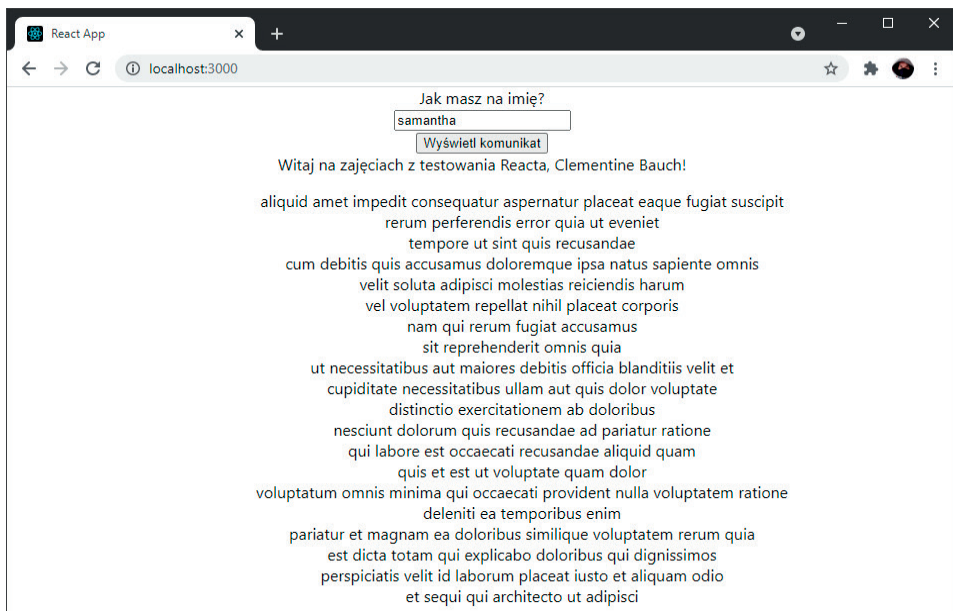 React App
localhost:3000
Jak masz na imię?
samantha
Wyświetl komunikat
Witaj na zajęciach z testowania Reacta, Clementine Bauch!
aliquid amet impedit consequatur aspernatur placeat eaque fugiat suscipit
rerum perferendis error quia ut eveniet
tempore ut sint quis recusandae
cum debitis quis accusamus doloremque ipsa natus sapiente omnis
velit soluta adipisci molestias reiciendis harum
vel voluptatem repellat nihil placeat corporis
nam qui rerum fugiat accusamus
sit reprehenderit omnis quia
ut necessitatibus aut maiores debitis officia blanditiis velit et
cupiditate necessitatibus ullam aut quis dolor voluptate
distinctio exercitationem ab doloribus
nesciunt dolorum quis recusandae ad pariatur ratione
qui labore est occaecati recusandae aliquid quam
quis et est ut voluptate quam dolor
voluptatum omnis minima qui occaecati provident nulla voluptatem ratione
deleniti ea temporibus enim
pariatur et magnam ea doloribus similique voluptatem rerum quia
est dicta totam qui explicabo doloribus qui dignissimos
perspiciatis velit id laborum placeat iusto et aliquam odio
et sequi qui architecto ut adipisci